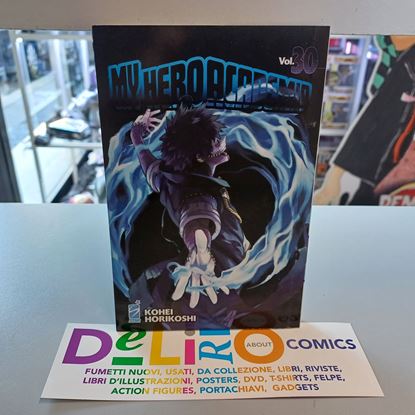 Vol. 30
MY HERO ACADEMIA
KOHEI
HORIKOSHI
DeLiRiO ABOUT COMICS
FUMETTI NUOVI, USATI, DA COLLEZIONE, LIBRI, RIVISTE,
LIBRI D'ILLUSTRAZIONI, POSTERS, DVD, T-SHIRTS, FELPE,
ACTION FIGURES, PORTACHIAVI, GADGETS